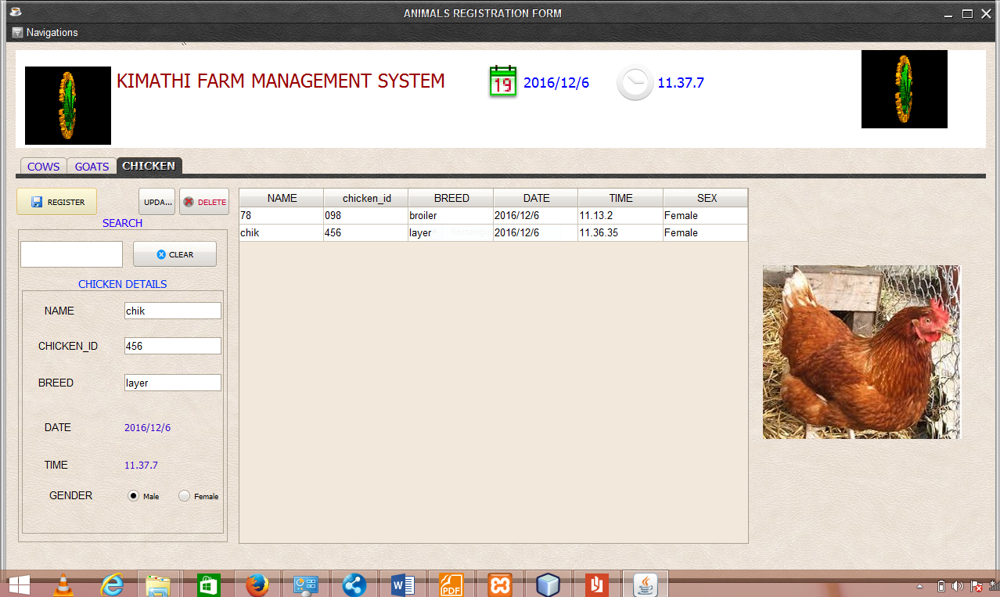 ANIMALS REGISTRATION FORM
Navigations
KIMATHI FARM MANAGEMENT SYSTEM 19 2016/12/6 11.37.7
COWS GOATS CHICKEN
REGISTER UPDA... DELETE
SEARCH
CLEAR
CHICKEN DETAILS
NAME chik
CHICKEN_ID 456
BREED layer
DATE 2016/12/6
TIME 11.37.7
GENDER Male Female
NAME chicken_id BREED DATE TIME SEX
78 098 broiler 2016/12/6 11.13.2 Female
chik 456 layer 2016/12/6 11.36.35 Female
W PDF